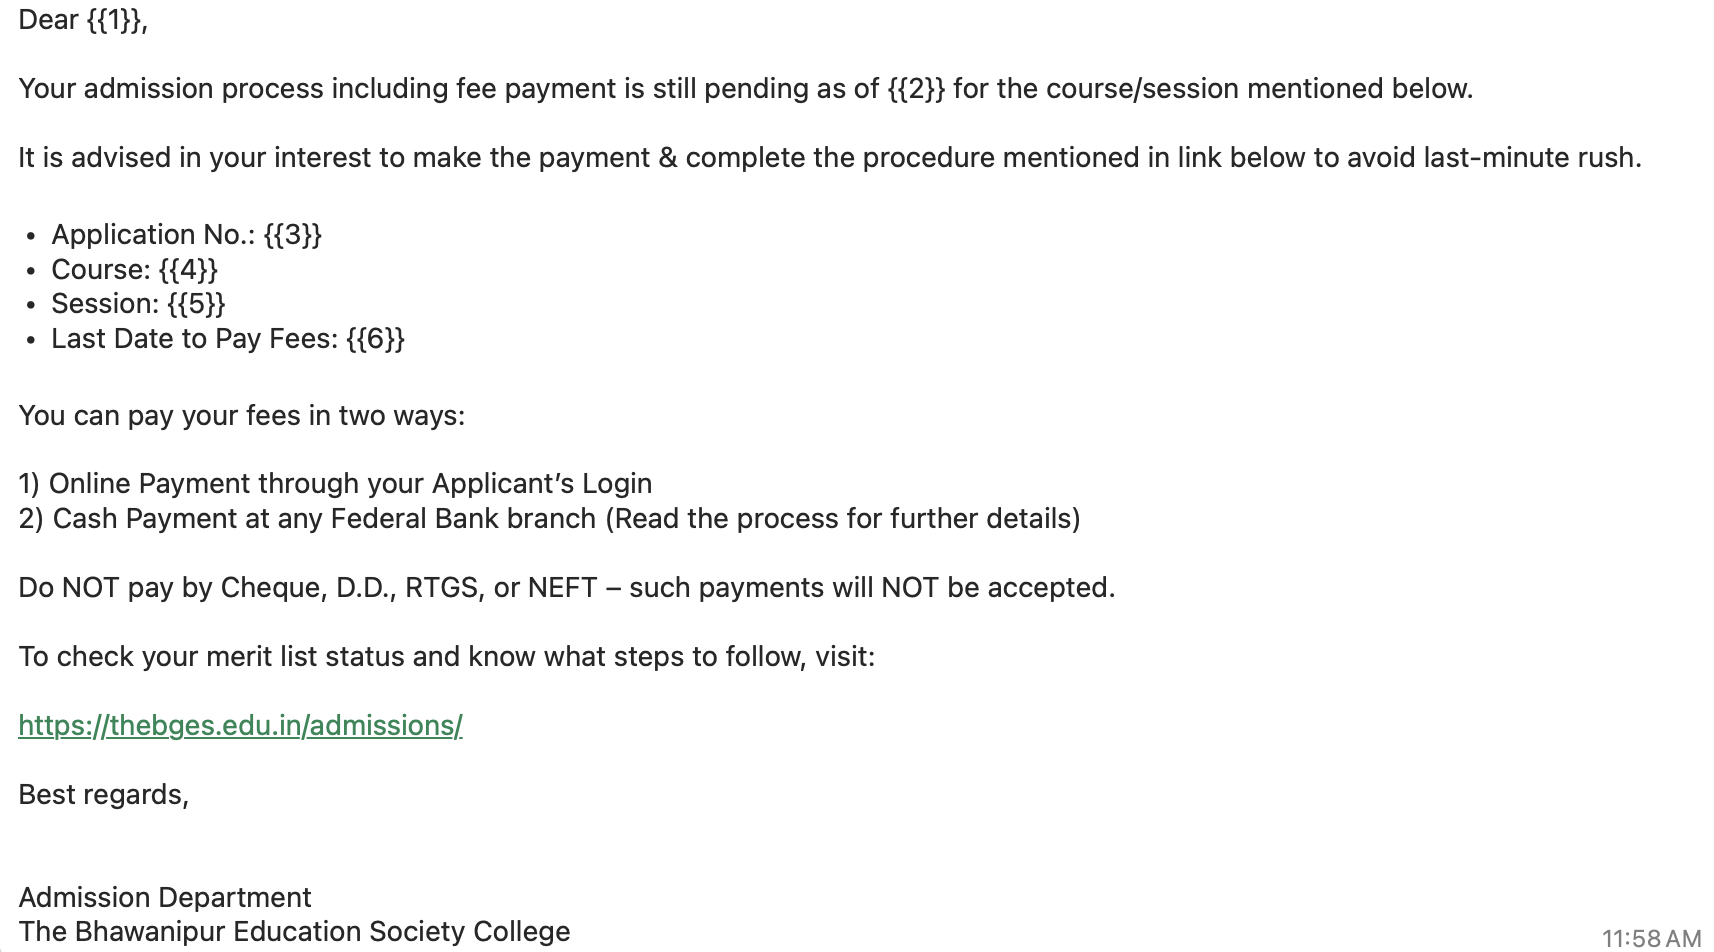 Dear {{1}},
Your admission process including fee payment is still pending as of {{2}} for the course/session mentioned below.
It is advised in your interest to make the payment & complete the procedure mentioned in link below to avoid last-minute rush.
• Application No.: {{3}}
• Course: {{4}}
• Session: {{5}}
• Last Date to Pay Fees: {{6}}
You can pay your fees in two ways:
1) Online Payment through your Applicant’s Login
2) Cash Payment at any Federal Bank branch (Read the process for further details)
Do NOT pay by Cheque, D.D., RTGS, or NEFT – such payments will NOT be accepted.
To check your merit list status and know what steps to follow, visit:
https://thebges.edu.in/admissions/
Best regards,
Admission Department
The Bhawanipur Education Society College
11:58 AM